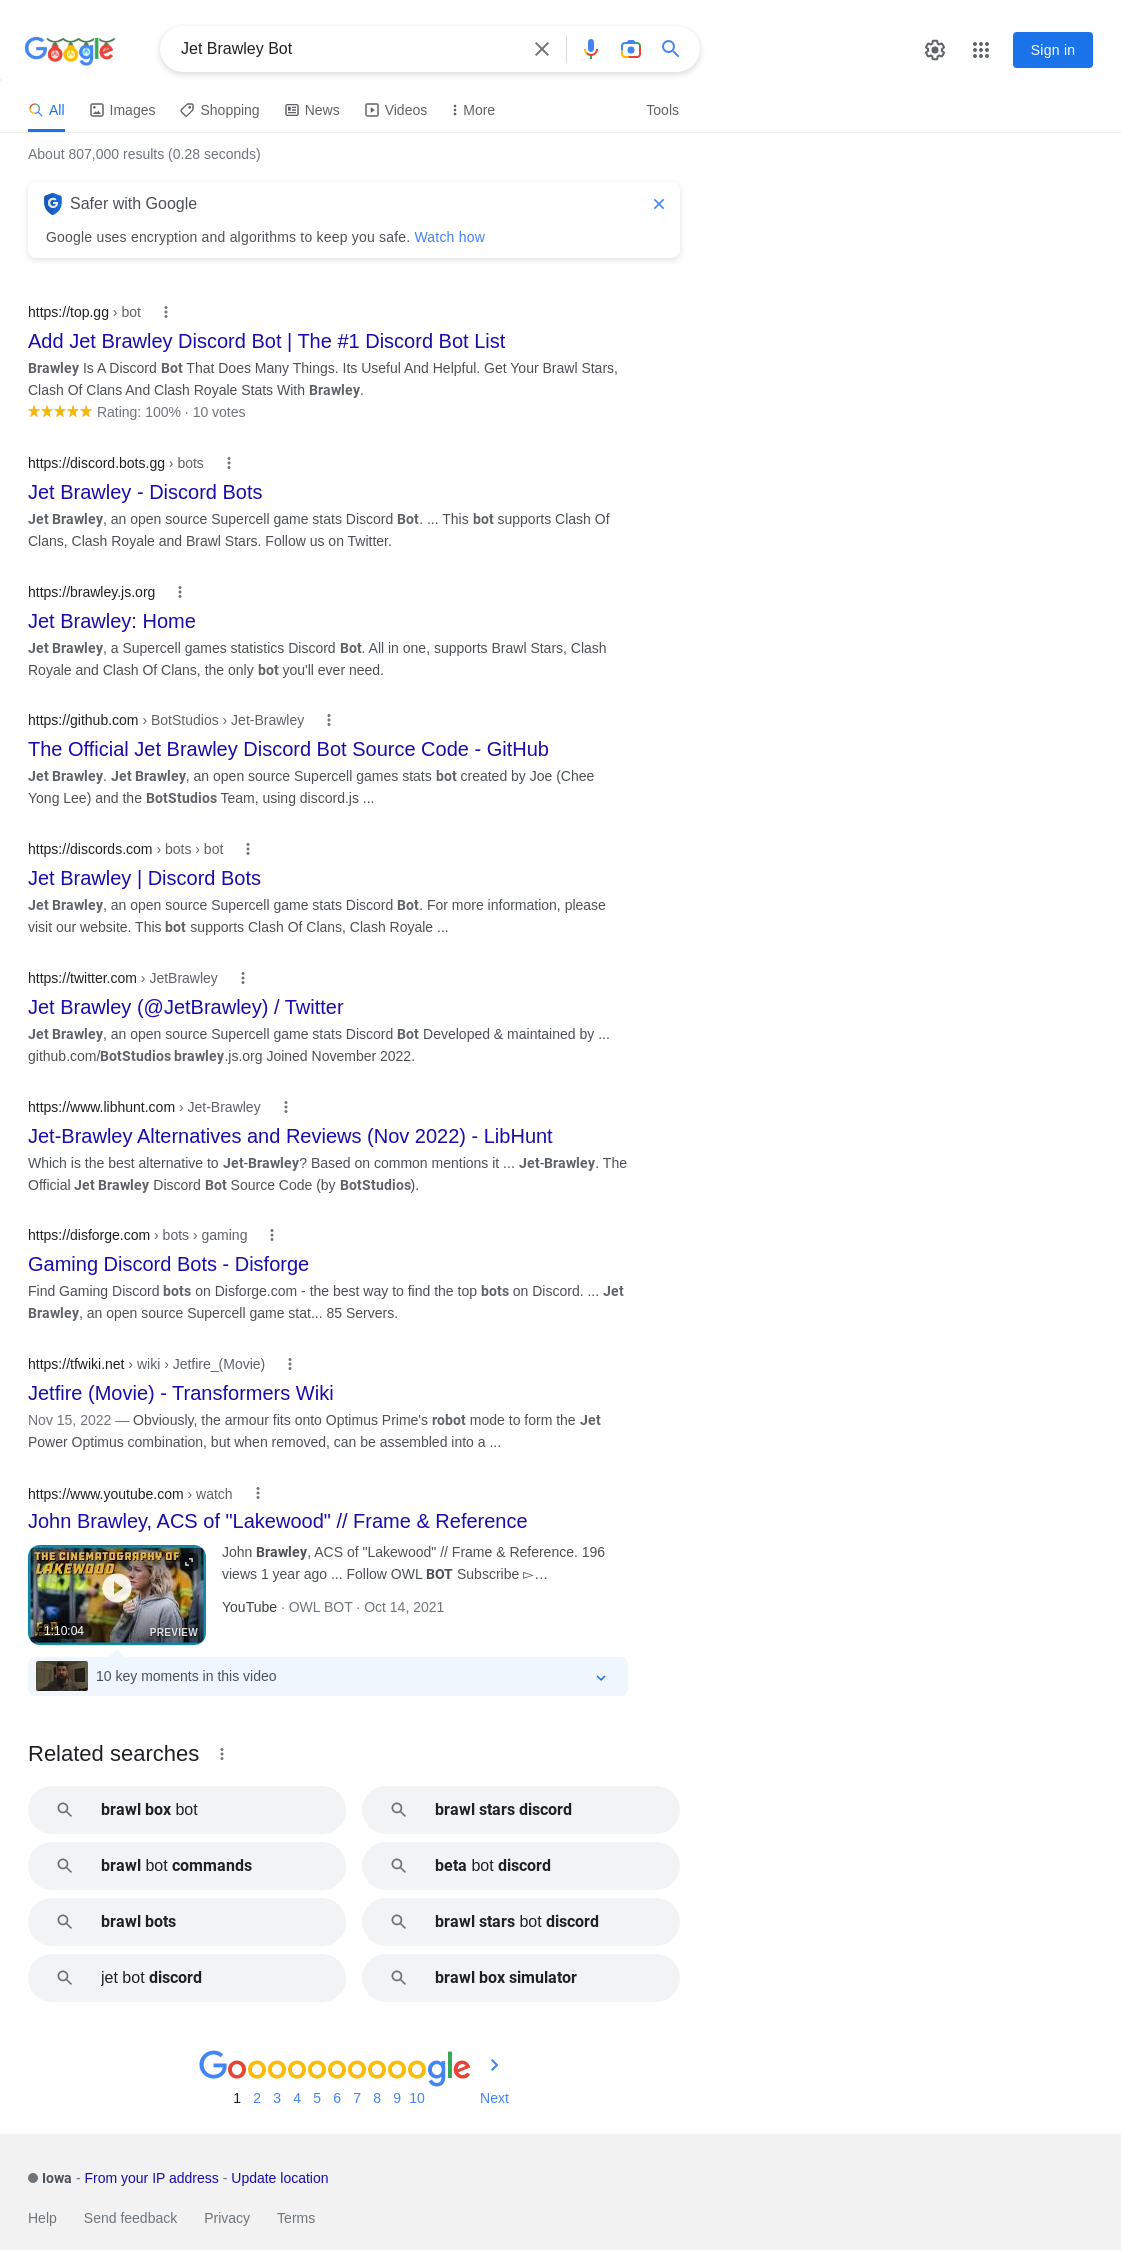 Google
Jet Brawley Bot
Sign in
All
Images
Shopping
News
Videos
More
Tools
About 807,000 results (0.28 seconds)
Safer with Google
Google uses encryption and algorithms to keep you safe. Watch how
https://top.gg › bot
Add Jet Brawley Discord Bot | The #1 Discord Bot List
Brawley Is A Discord Bot That Does Many Things. Its Useful And Helpful. Get Your Brawl Stars,
Clash Of Clans And Clash Royale Stats With Brawley.
Rating: 100% · 10 votes
https://discord.bots.gg › bots
Jet Brawley - Discord Bots
Jet Brawley, an open source Supercell game stats Discord Bot. ... This bot supports Clash Of
Clans, Clash Royale and Brawl Stars. Follow us on Twitter.
https://brawley.js.org
Jet Brawley: Home
Jet Brawley, a Supercell games statistics Discord Bot. All in one, supports Brawl Stars, Clash
Royale and Clash Of Clans, the only bot you'll ever need.
https://github.com › BotStudios › Jet-Brawley
The Official Jet Brawley Discord Bot Source Code - GitHub
Jet Brawley. Jet Brawley, an open source Supercell games stats bot created by Joe (Chee
Yong Lee) and the BotStudios Team, using discord.js ...
https://discords.com › bots › bot
Jet Brawley | Discord Bots
Jet Brawley, an open source Supercell game stats Discord Bot. For more information, please
visit our website. This bot supports Clash Of Clans, Clash Royale ...
https://twitter.com › JetBrawley
Jet Brawley (@JetBrawley) / Twitter
Jet Brawley, an open source Supercell game stats Discord Bot Developed & maintained by ...
github.com/BotStudios brawley.js.org Joined November 2022.
https://www.libhunt.com › Jet-Brawley
Jet-Brawley Alternatives and Reviews (Nov 2022) - LibHunt
Which is the best alternative to Jet-Brawley? Based on common mentions it ... Jet-Brawley. The
Official Jet Brawley Discord Bot Source Code (by BotStudios).
https://disforge.com › bots › gaming
Gaming Discord Bots - Disforge
Find Gaming Discord bots on Disforge.com - the best way to find the top bots on Discord. ... Jet
Brawley, an open source Supercell game stat... 85 Servers.
https://tfwiki.net › wiki › Jetfire_(Movie)
Jetfire (Movie) - Transformers Wiki
Nov 15, 2022 — Obviously, the armour fits onto Optimus Prime's robot mode to form the Jet
Power Optimus combination, but when removed, can be assembled into a ...
https://www.youtube.com › watch
John Brawley, ACS of "Lakewood" // Frame & Reference
THE CINEMATOGRAPHY OF
LAKEWOOD
1:10:04
PREVIEW
John Brawley, ACS of "Lakewood" // Frame & Reference. 196
views 1 year ago ... Follow OWL BOT Subscribe ▻…
YouTube · OWL BOT · Oct 14, 2021
10 key moments in this video
Related searches
brawl box bot
brawl stars discord
brawl bot commands
beta bot discord
brawl bots
brawl stars bot discord
jet bot discord
brawl box simulator
Goooooooooogle
1 2 3 4 5 6 7 8 9 10 Next
Iowa - From your IP address - Update location
Help Send feedback Privacy Terms